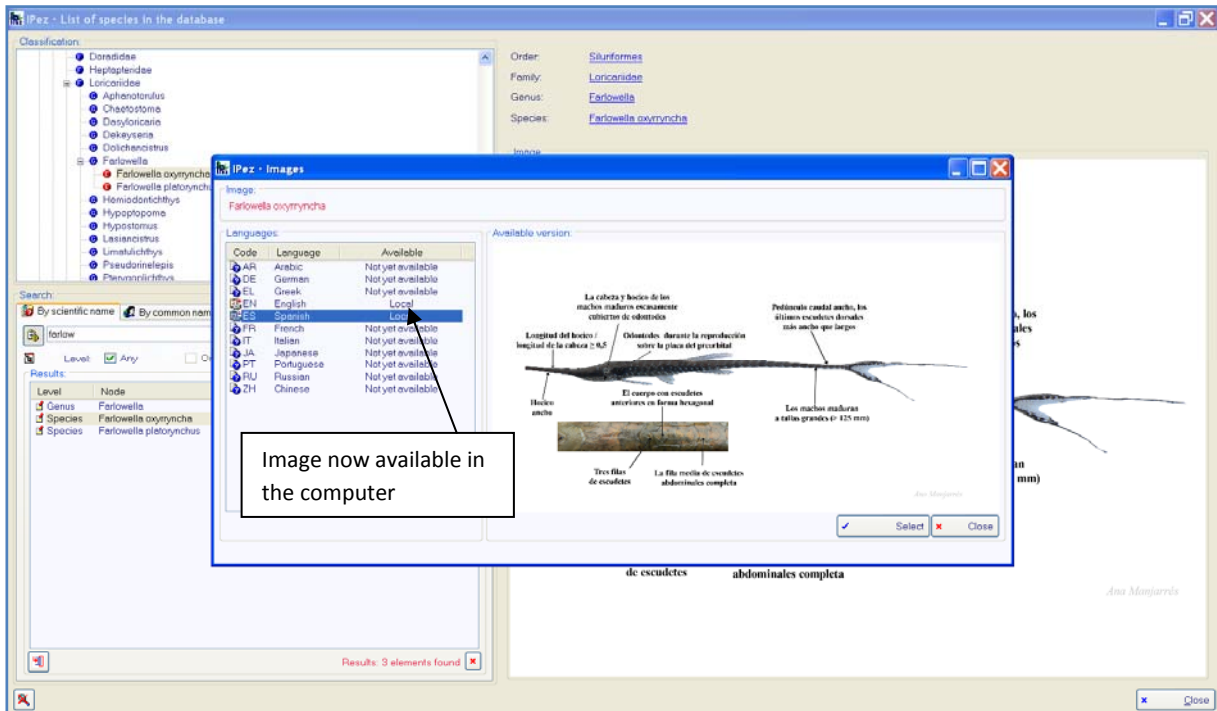 IPez - List of species in the database
Classification:
Doradidae
Heptapteridae
Loricariidae
Aphanotorulus
Chaetostoma
Dasyloricaria
Dekeyseria
Dolichancistrus
Farlowella
Farlowella oxyrryncha
Farlowella platorynchu
Hemiodontichthys
Hypoptopoma
Hypostomus
Lasiancistrus
Limatulichthys
Pseudorinelepis
Pterygoplichthys
Order: Siluriformes
Family: Loricariidae
Genus: Farlowella
Species: Farlowella oxyrryncha
Image
Search:
By scientific name By common nam
farlow
Level: Any
Results:
Level Node
Genus Farlowella
Species Farlowella oxyrryncha
Species Farlowella platorynchus
Results: 3 elements found
IPez - Images
Image:
Farlowella oxyrryncha
Languages:
Code Language Available
AR Arabic Not yet available
DE German Not yet available
EL Greek Not yet available
EN English Local
ES Spanish Local
FR French Not yet available
IT Italian Not yet available
JA Japanese Not yet available
PT Portuguese Not yet available
RU Russian Not yet available
ZH Chinese Not yet available
Image now available in
the computer
Available version:
La cabeza y hocico de los
machos maduros escasamente
cubiertos de odontodes
Pedúnculo caudal ancho, los
últimos escudetes dorsales
más ancho que largos
Longitud del hocico /
longitud de la cabeza ≥ 0,5
Odontodes durante la reproducción
sobre la placa del preorbital
Hocico
ancho
El cuerpo con escudetes
anteriores en forma hexagonal
Los machos maduran
a tallas grandes (> 125 mm)
Tres filas
de escudetes
La fila media de escudetes
abdominales completa
Ana Manjarrés
Select Close
, los
ales
s
an
mm)
de escudetes abdominales completa
Ana Manjarrés
Close